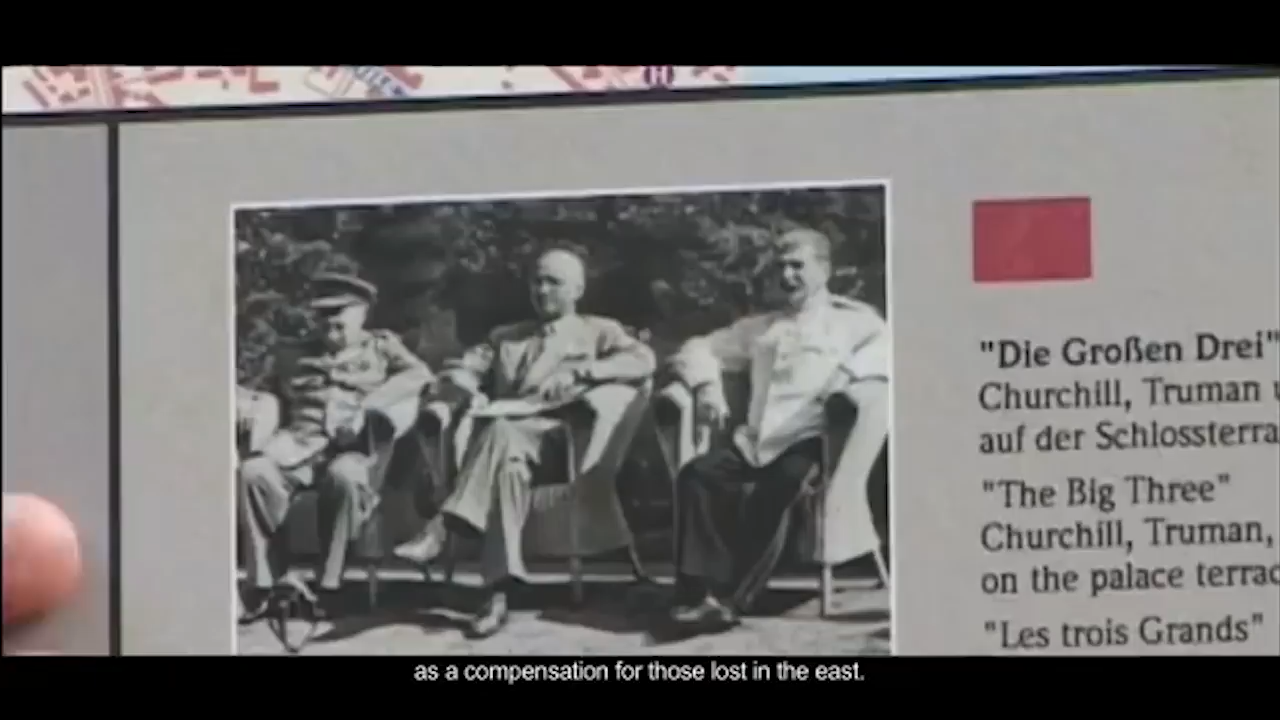 "Die Großen Drei"
Churchill, Truman
auf der Schlossterra
"The Big Three"
Churchill, Truman,
on the palace terrac
"Les trois Grands"
as a compensation for those lost in the east.